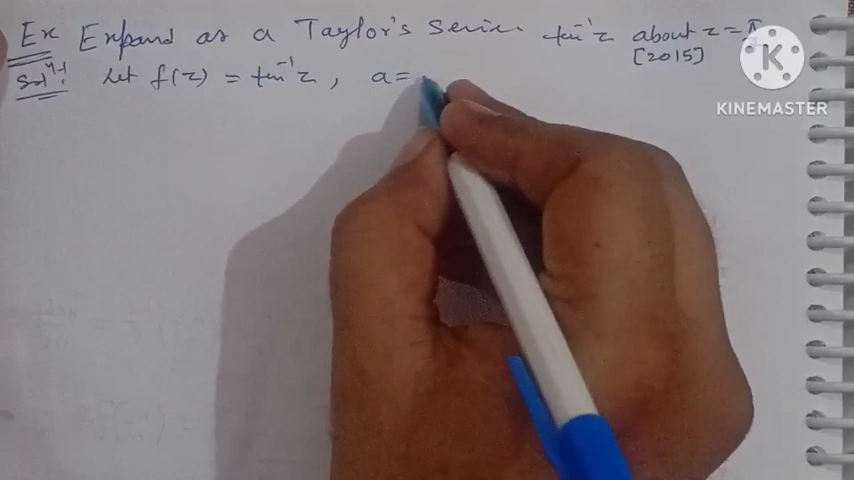 Ex Expand as a Taylor's Series tan⁻¹z about z = π
[2015]
Solⁿ:- Let f(z) = tan⁻¹z, a =
KINEMASTER